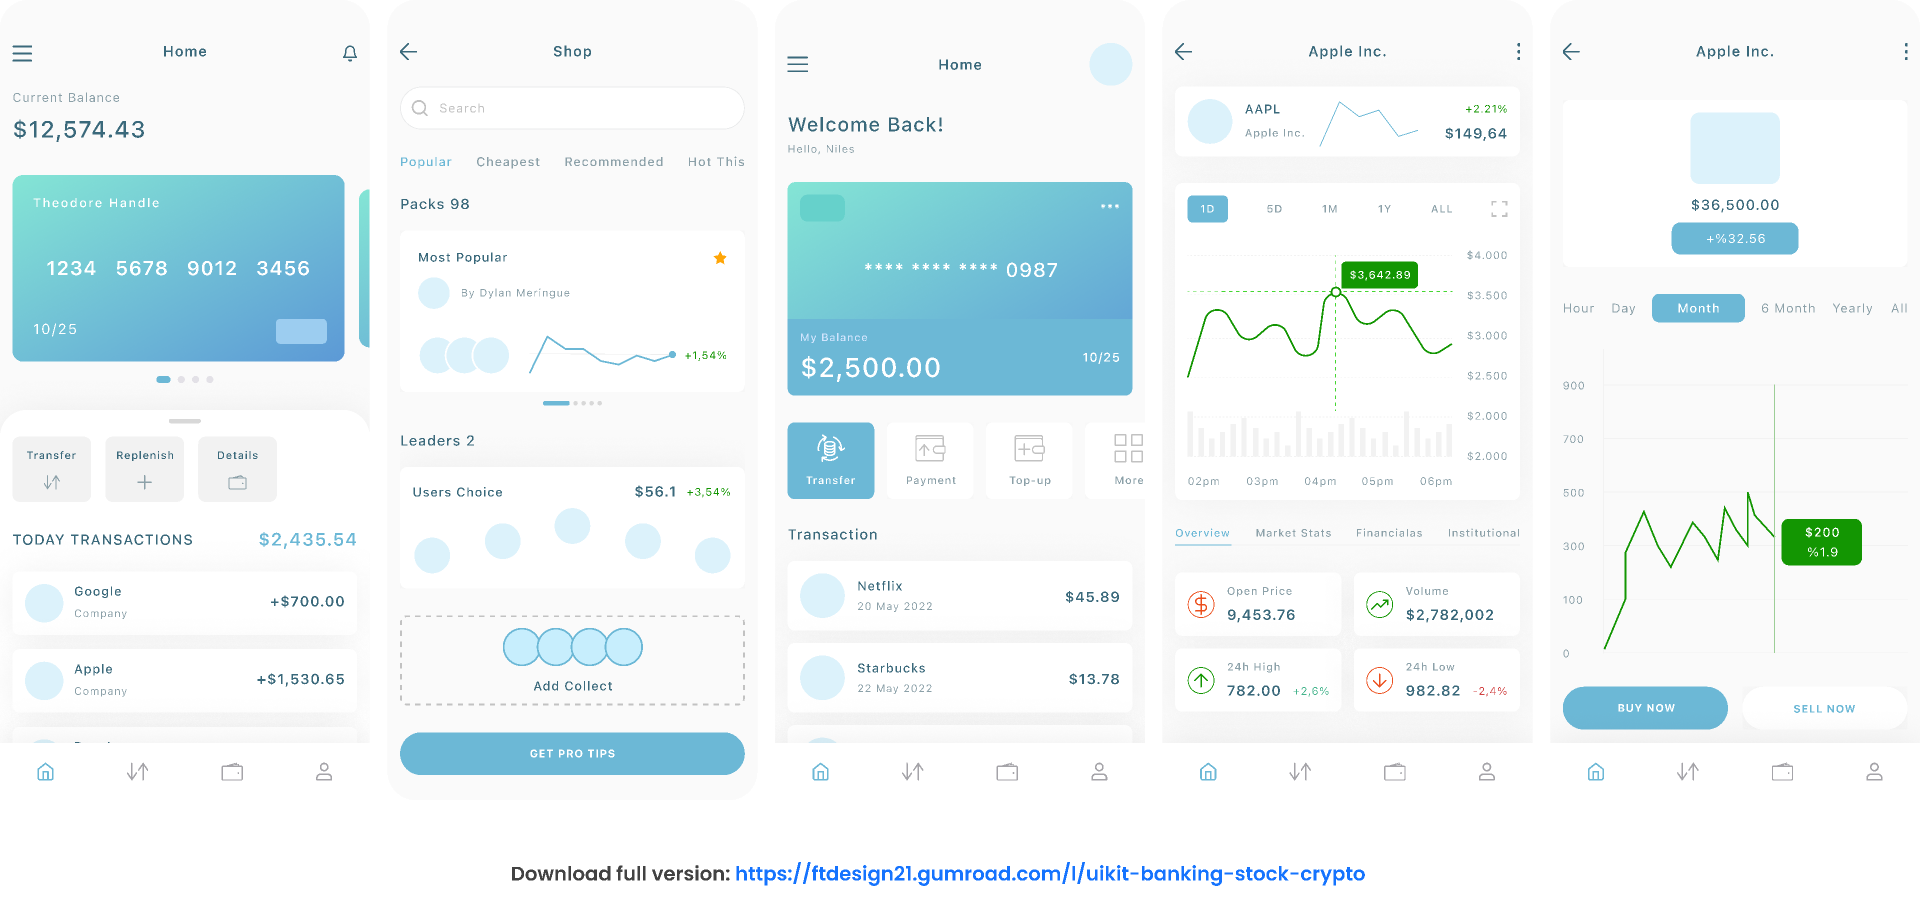 Home
Current Balance
$12,574.43
Theodore Handle
1234 5678 9012 3456
10/25
Transfer
Replenish
Details
TODAY TRANSACTIONS
$2,435.54
Google
Company
+$700.00
Apple
Company
+$1,530.65
Shop
Search
Popular
Cheapest
Recommended
Hot This
Packs 98
Most Popular
By Dylan Meringue
+1,54%
Leaders 2
Users Choice
$56.1
+3,54%
Add Collect
GET PRO TIPS
Home
Welcome Back!
Hello, Niles
**** **** **** 0987
My Balance
$2,500.00
10/25
Transfer
Payment
Top-up
More
Transaction
Netflix
20 May 2022
$45.89
Starbucks
22 May 2022
$13.78
Apple Inc.
AAPL
Apple Inc.
+2.21%
$149,64
1D
5D
1M
1Y
ALL
$3,642.89
$4.000
$3.500
$3.000
$2.500
$2.000
$2.000
02pm
03pm
04pm
05pm
06pm
Overview
Market Stats
Financialas
Institutional
Open Price
9,453.76
Volume
$2,782,002
24h High
782.00
+2,6%
24h Low
982.82
-2,4%
Apple Inc.
$36,500.00
+%32.56
Hour
Day
Month
6 Month
Yearly
All
900
700
500
300
100
0
$200
%1.9
BUY NOW
SELL NOW
Download full version: https://ftdesign21.gumroad.com/l/uikit-banking-stock-crypto